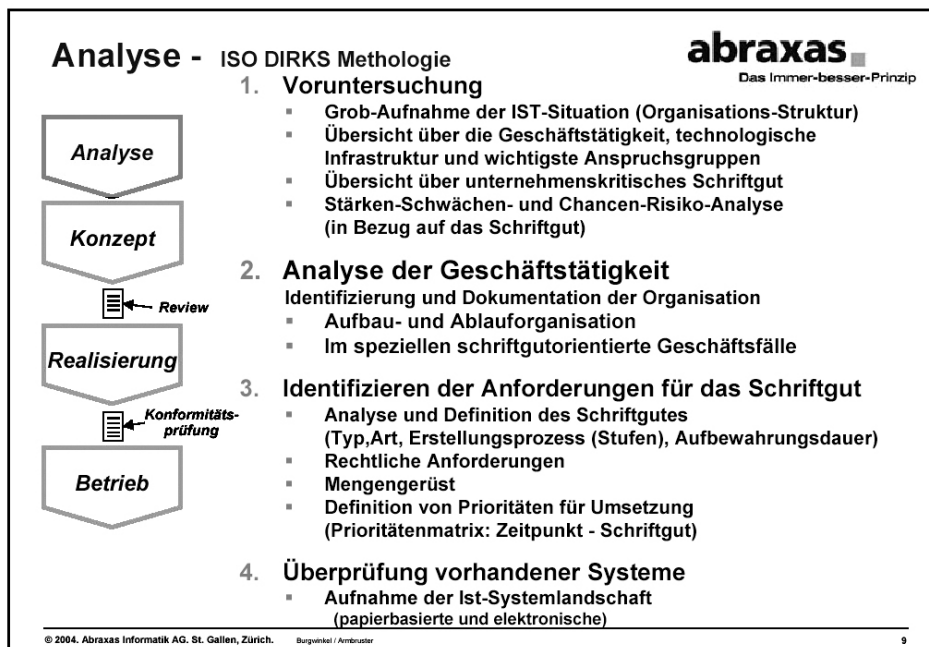 Analyse - ISO DIRKS Methologie
abraxas
Das Immer-besser-Prinzip
Analyse
Konzept
Review
Realisierung
Konformitäts-
prüfung
Betrieb
1. Voruntersuchung
▪ Grob-Aufnahme der IST-Situation (Organisations-Struktur)
▪ Übersicht über die Geschäftstätigkeit, technologische
Infrastruktur und wichtigste Anspruchsgruppen
▪ Übersicht über unternehmenskritisches Schriftgut
▪ Stärken-Schwächen- und Chancen-Risiko-Analyse
(in Bezug auf das Schriftgut)
2. Analyse der Geschäftstätigkeit
Identifizierung und Dokumentation der Organisation
▪ Aufbau- und Ablauforganisation
▪ Im speziellen schriftgutorientierte Geschäftsfälle
3. Identifizieren der Anforderungen für das Schriftgut
▪ Analyse und Definition des Schriftgutes
(Typ,Art, Erstellungsprozess (Stufen), Aufbewahrungsdauer)
▪ Rechtliche Anforderungen
▪ Mengengerüst
▪ Definition von Prioritäten für Umsetzung
(Prioritätenmatrix: Zeitpunkt - Schriftgut)
4. Überprüfung vorhandener Systeme
▪ Aufnahme der Ist-Systemlandschaft
(papierbasierte und elektronische)
© 2004. Abraxas Informatik AG. St. Gallen, Zürich. Burgwinkel / Armbruster 9